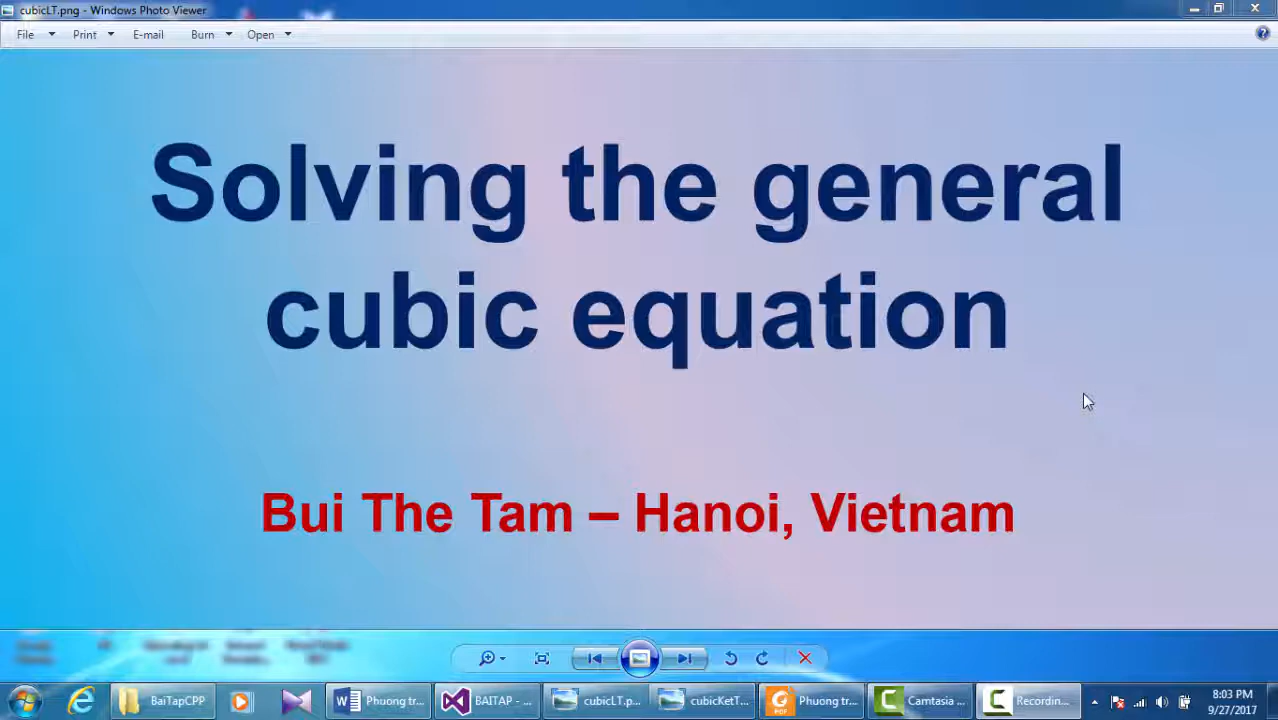 cubicLT.png - Windows Photo Viewer
File Print E-mail Burn Open
Solving the general
cubic equation
Bui The Tam – Hanoi, Vietnam
BaiTapCPP Phuong tr... BAITAP - ... cubicLT.p... cubicKetT... Phuong tr... Camtasia ... Recordin...
8:03 PM
9/27/2017